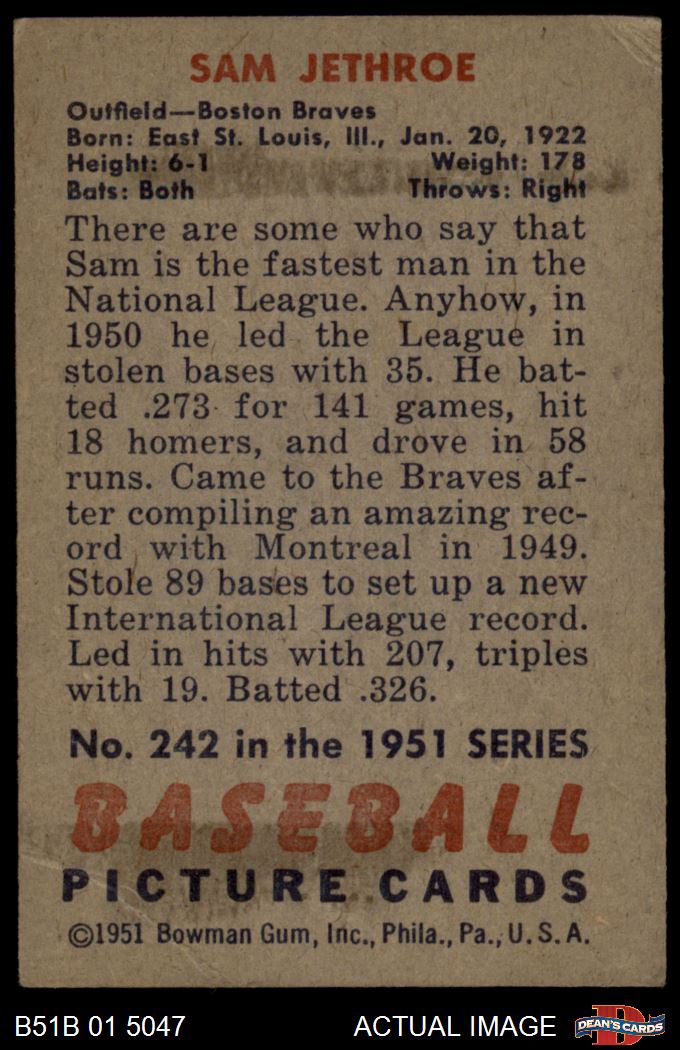 SAM JETHROE
Outfield—Boston Braves
Born: East St. Louis, Ill., Jan. 20, 1922
Height: 6-1 Weight: 178
Bats: Both Throws: Right
There are some who say that
Sam is the fastest man in the
National League. Anyhow, in
1950 he led the League in
stolen bases with 35. He bat-
ted .273 for 141 games, hit
18 homers, and drove in 58
runs. Came to the Braves af-
ter compiling an amazing rec-
ord with Montreal in 1949.
Stole 89 bases to set up a new
International League record.
Led in hits with 207, triples
with 19. Batted .326.
No. 242 in the 1951 SERIES
BASEBALL
PICTURE CARDS
©1951 Bowman Gum, Inc., Phila., Pa., U.S.A.
B51B 01 5047 ACTUAL IMAGE DEAN'S CARDS